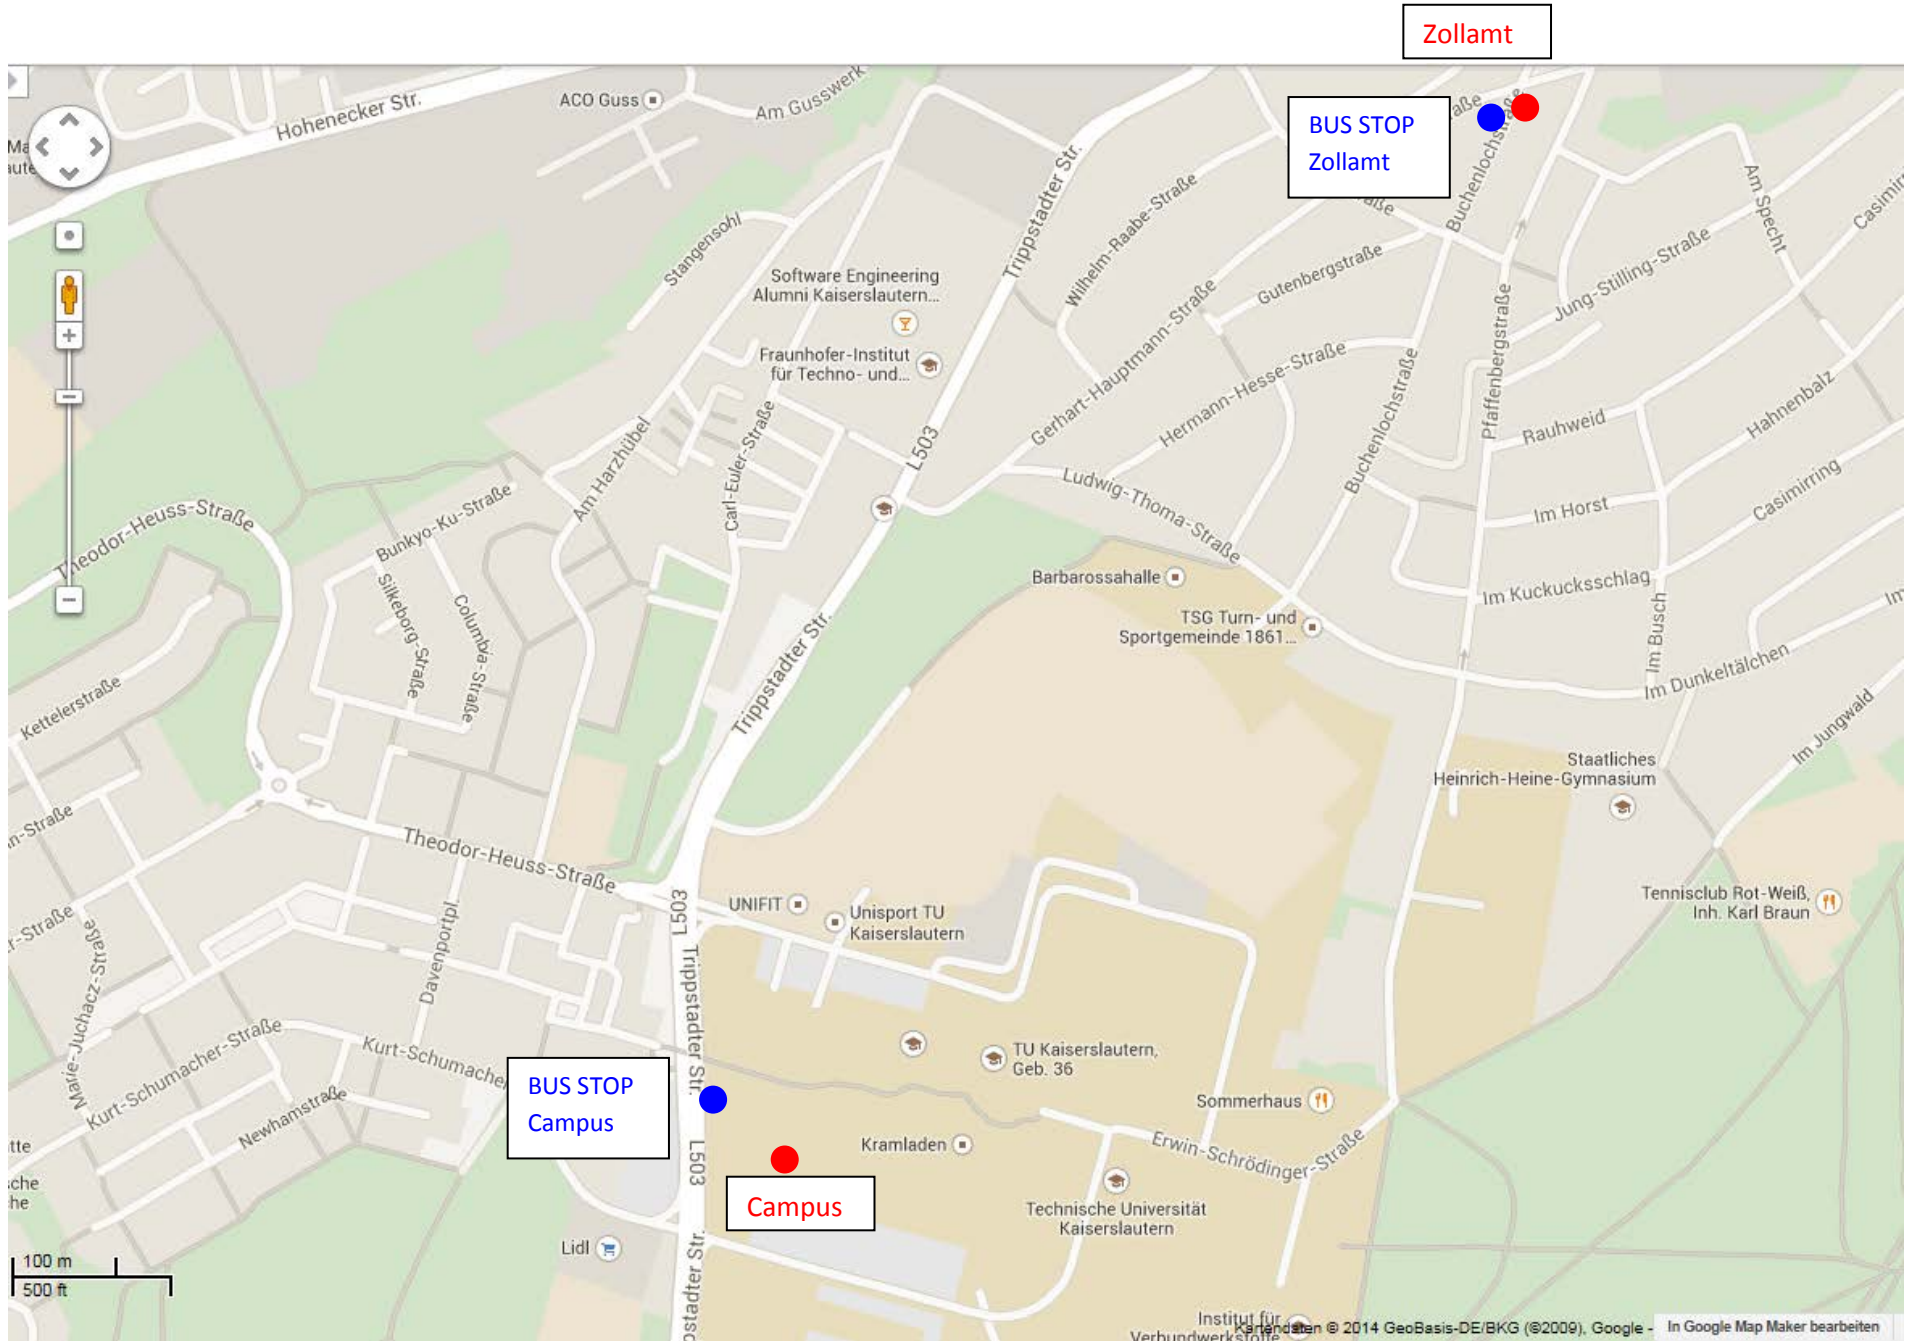 Zollamt
BUS STOP
Zollamt
Hohenecker Str.
ACO Guss
Am Gusswerk
Trippstadter Str.
Wilhelm-Raabe-Straße
Buchenlochstraße
Am Specht
Stangensohl
Software Engineering
Alumni Kaiserslautern...
Gutenbergstraße
Jung-Stilling-Straße
Fraunhofer-Institut
für Techno- und...
Gerhart-Hauptmann-Straße
Hermann-Hesse-Straße
Buchenlochstraße
Pfaffenbergstraße
Rauhweid
Hahnenbalz
L503
Am Harzhübel
Carl-Euler-Straße
Ludwig-Thoma-Straße
Im Horst
Casimirring
Theodor-Heuss-Straße
Bunkyo-Ku-Straße
Silkeborg-Straße
Columbia-Straße
Barbarossahalle
TSG Turn- und
Sportgemeinde 1861...
Im Kuckucksschlag
Im Busch
Im Dunkeltälchen
Im Jungwald
Kettelerstraße
Trippstadter Str.
Staatliches
Heinrich-Heine-Gymnasium
Theodor-Heuss-Straße
UNIFIT
Unisport TU
Kaiserslautern
L503
Trippstadter Str.
Tennisclub Rot-Weiß,
Inh. Karl Braun
Marie-Juchacz-Straße
Davenportpl.
Kurt-Schumacher-Straße
Kurt-Schumache
Newhamstraße
TU Kaiserslautern,
Geb. 36
BUS STOP
Campus
Sommerhaus
Kramladen
Erwin-Schrödinger-Straße
L503
Campus
Technische Universität
Kaiserslautern
Lidl
100 m
500 ft
Institut für
Kartendaten © 2014 GeoBasis-DE/BKG (©2009), Google -
In Google Map Maker bearbeiten